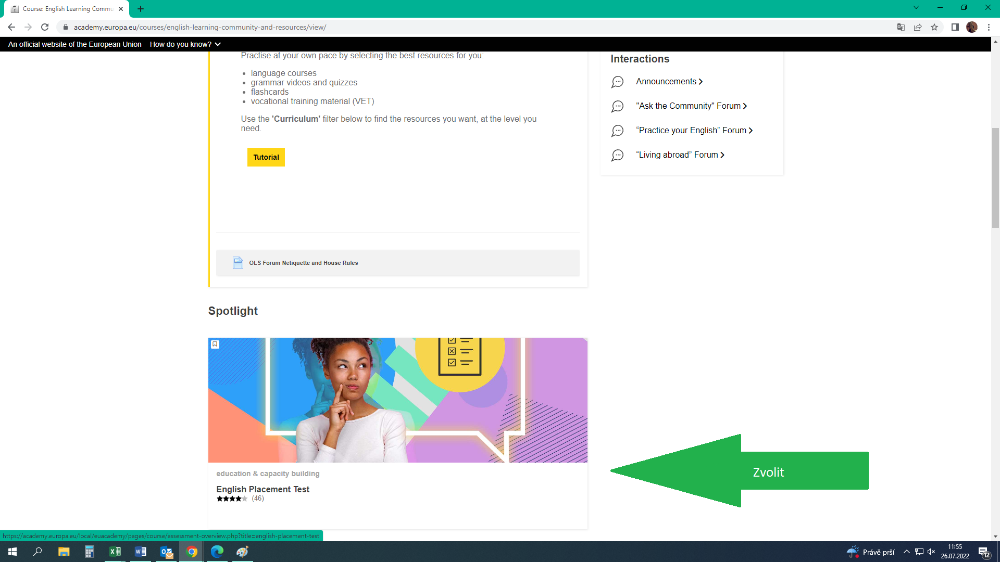 Course: English Learning Commu
academy.europa.eu/courses/english-learning-community-and-resources/view/
An official website of the European Union How do you know?
Practise at your own pace by selecting the best resources for you:
• language courses
• grammar videos and quizzes
• flashcards
• vocational training material (VET)
Use the 'Curriculum' filter below to find the resources you want, at the level you
need.
Tutorial
OLS Forum Netiquette and House Rules
Interactions
Announcements
"Ask the Community" Forum
“Practice your English” Forum
“Living abroad” Forum
Spotlight
education & capacity building
English Placement Test
(46)
Zvolit
https://academy.europa.eu/local/euacademy/pages/course/assessment-overview.php?title=english-placement-test
Právě prší
11:55
26.07.2022
12